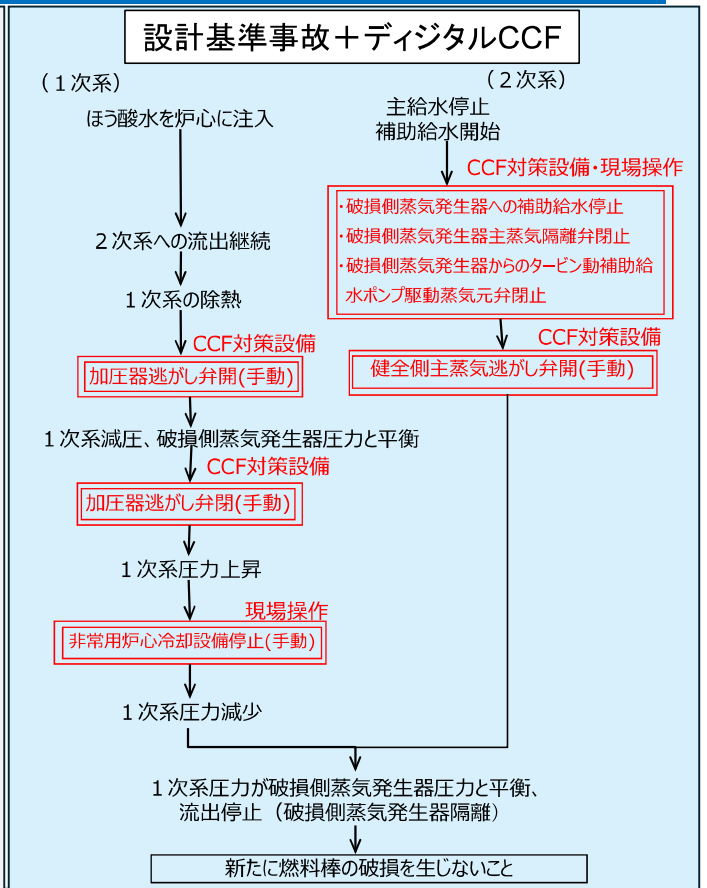 設計基準事故＋ディジタルCCF
（１次系）
ほう酸水を炉心に注入
２次系への流出継続
１次系の除熱
CCF対策設備
加圧器逃がし弁開(手動)
１次系減圧、破損側蒸気発生器圧力と平衡
CCF対策設備
加圧器逃がし弁閉(手動)
１次系圧力上昇
現場操作
非常用炉心冷却設備停止(手動)
１次系圧力減少
（２次系）
主給水停止
補助給水開始
CCF対策設備・現場操作
・破損側蒸気発生器への補助給水停止
・破損側蒸気発生器主蒸気隔離弁閉止
・破損側蒸気発生器からのタービン動補助給
水ポンプ駆動蒸気元弁閉止
CCF対策設備
健全側主蒸気逃がし弁開(手動)
１次系圧力が破損側蒸気発生器圧力と平衡、
流出停止（破損側蒸気発生器隔離）
新たに燃料棒の破損を生じないこと